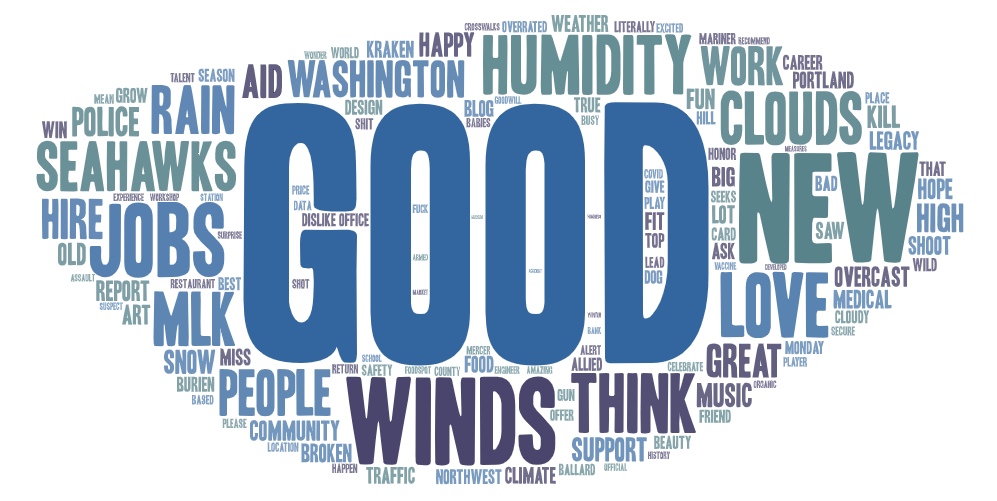 CROSSWALKS OVERRATED WEATHER LITERALLY EXCITED
WONDER WORLD KRAKEN HAPPY HUMIDITY MARINER RECOMMEND
TALENT SEASON AID WASHINGTON WORK CAREER PORTLAND
MEAN GROW RAIN DESIGN SHIT BLOG GOODWILL BABIES TRUE BUSY FUN HILL CLOUDS PLACE KILL
WIN POLICE LEGACY
SEAHAWKS GOOD HONOR MEASURES NEW THAT
EXPERIENCE WORKSHOP STATION PRICE COVID GIVE BIG BAD HOPE
HIRE JOBS DATA DISLIKE OFFICE FUCK PLAY FIT TOP SEEKS LOT CARD SAW HIGH
OLD SURPRISE ARMED LEAD DOG ASK SHOOT
ASSAULT RESTAURANT BEST SHOT MARKET VACCINE DEVELOPED WILD
REPORT SUSPECT ART MLK BANK LOVE OVERCAST MEDICAL CLOUDY SECURE
SNOW MISS SCHOOL MERCER ALERT GREAT MONDAY PLAYER
BURIEN RETURN SAFETY FOODSPOT COUNTY FOOD ENGINEER AMAZING ALLIED CELEBRATE ORGANIC
BASED PEOPLE WINDS GUN THINK MUSIC
PLEASE COMMUNITY OFFER FRIEND
LOCATION BROKEN SUPPORT BEAUTY HISTORY
HAPPEN TRAFFIC NORTHWEST CLIMATE BALLARD OFFICIAL